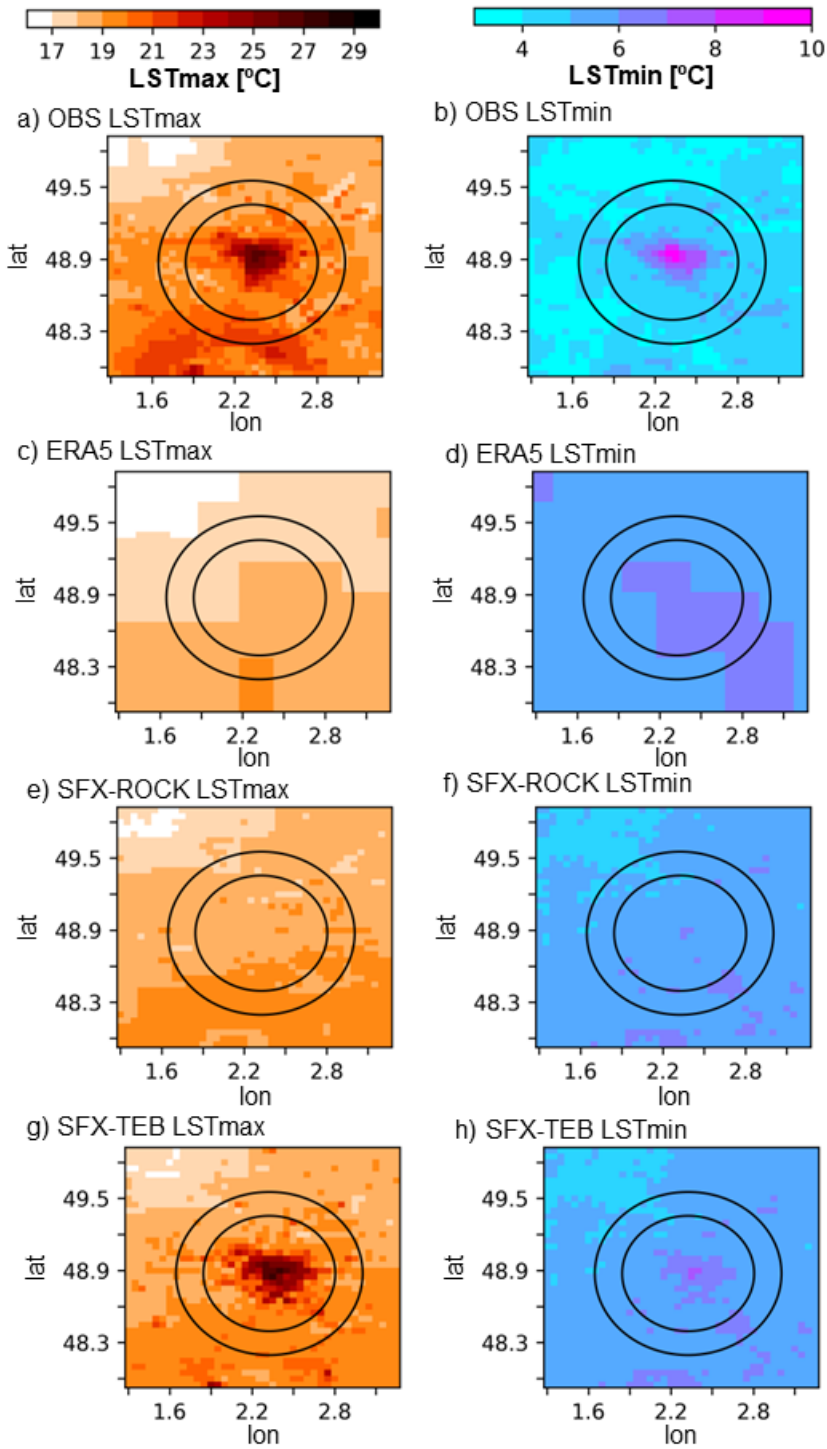 17 19 21 23 25 27 29
LSTmax [ºC]
4 6 8 10
LSTmin [ºC]
a) OBS LSTmax
49.5
48.9
48.3
lat
1.6 2.2 2.8
lon
b) OBS LSTmin
49.5
48.9
48.3
lat
1.6 2.2 2.8
lon
c) ERA5 LSTmax
49.5
48.9
48.3
lat
1.6 2.2 2.8
lon
d) ERA5 LSTmin
49.5
48.9
48.3
lat
1.6 2.2 2.8
lon
e) SFX-ROCK LSTmax
49.5
48.9
48.3
lat
1.6 2.2 2.8
lon
f) SFX-ROCK LSTmin
49.5
48.9
48.3
lat
1.6 2.2 2.8
lon
g) SFX-TEB LSTmax
49.5
48.9
48.3
lat
1.6 2.2 2.8
lon
h) SFX-TEB LSTmin
49.5
48.9
48.3
lat
1.6 2.2 2.8
lon